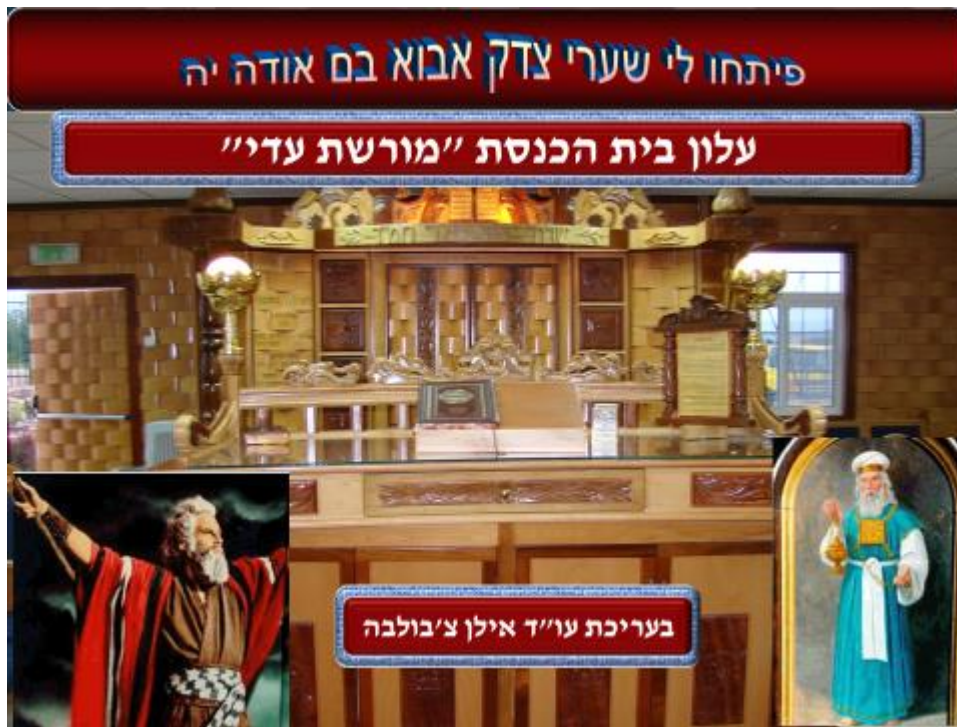 פיתחו לי שערי צדק אבוא בם אודה יה
עלון בית הכנסת "מורשת עדי"
בעריכת עו"ד אילן צ'בולבה